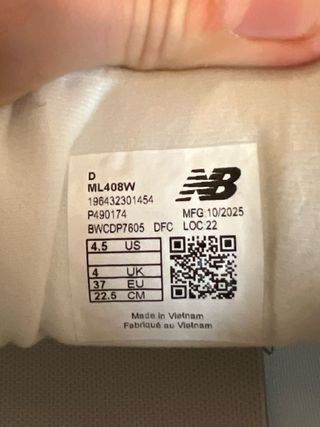 D
ML408W
196432301454
P490174 MFG:10/2025
BWCDP7605 DFC LOC:22
4.5 US
4 UK
37 EU
22.5 CM
NB
Made in Vietnam
Fabriqué au Vietnam